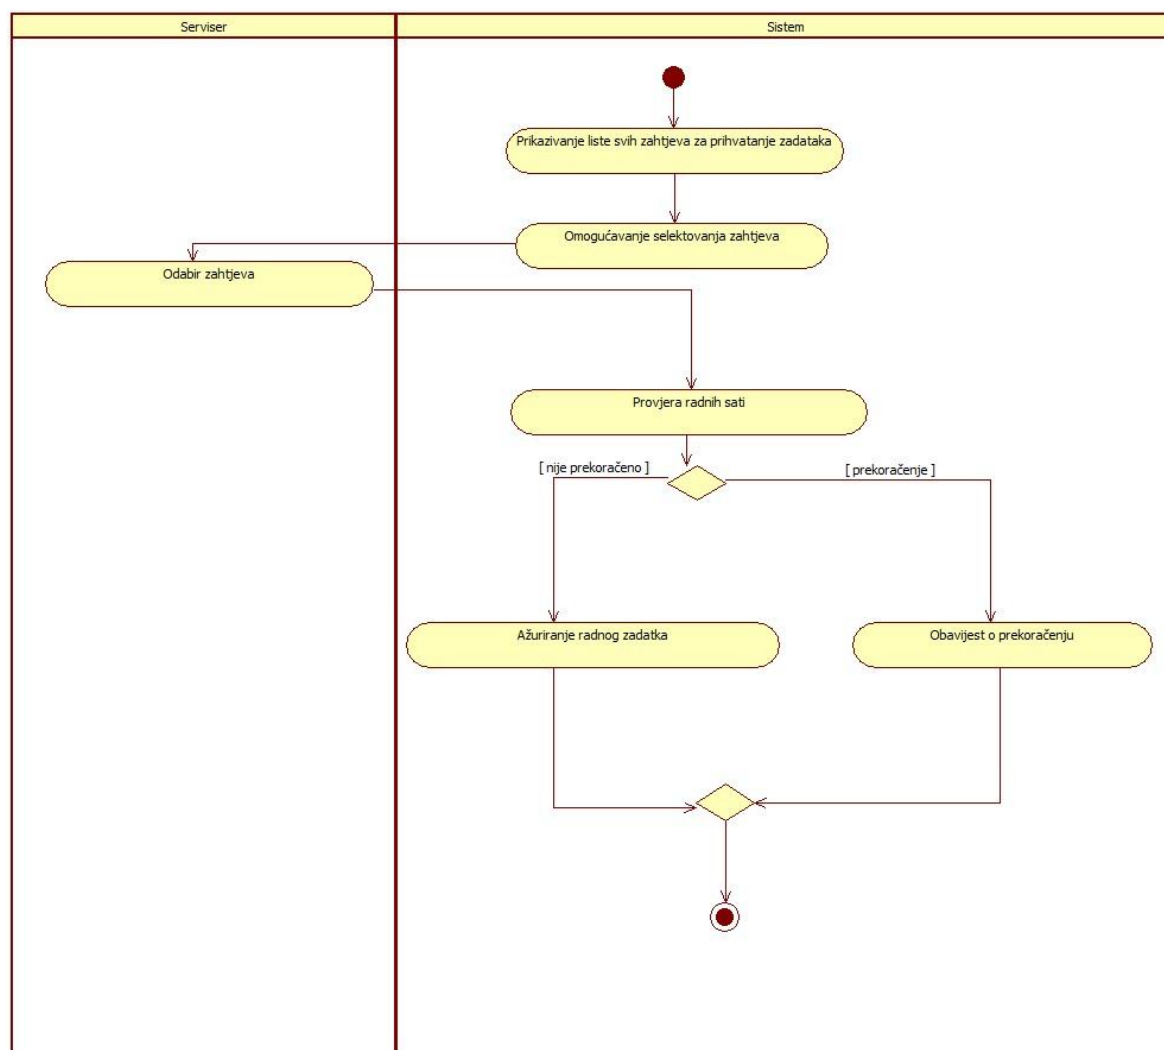 Serviser
Sistem
Prikazivanje liste svih zahtjeva za prihvatanje zadataka
Omogućavanje selektovanja zahtjeva
Odabir zahtjeva
Provjera radnih sati
[ nije prekoračeno ]
[ prekoračenje ]
Ažuriranje radnog zadatka
Obavijest o prekoračenju